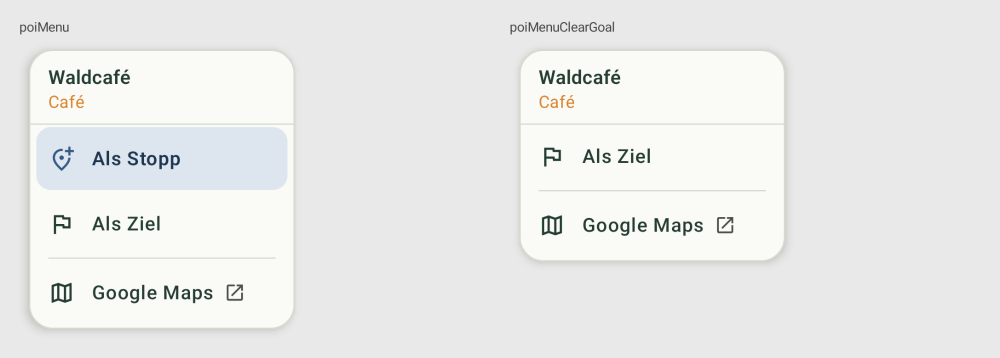 poiMenu
Waldcafé
Café
Als Stopp
Als Ziel
Google Maps
poiMenuClearGoal
Waldcafé
Café
Als Ziel
Google Maps